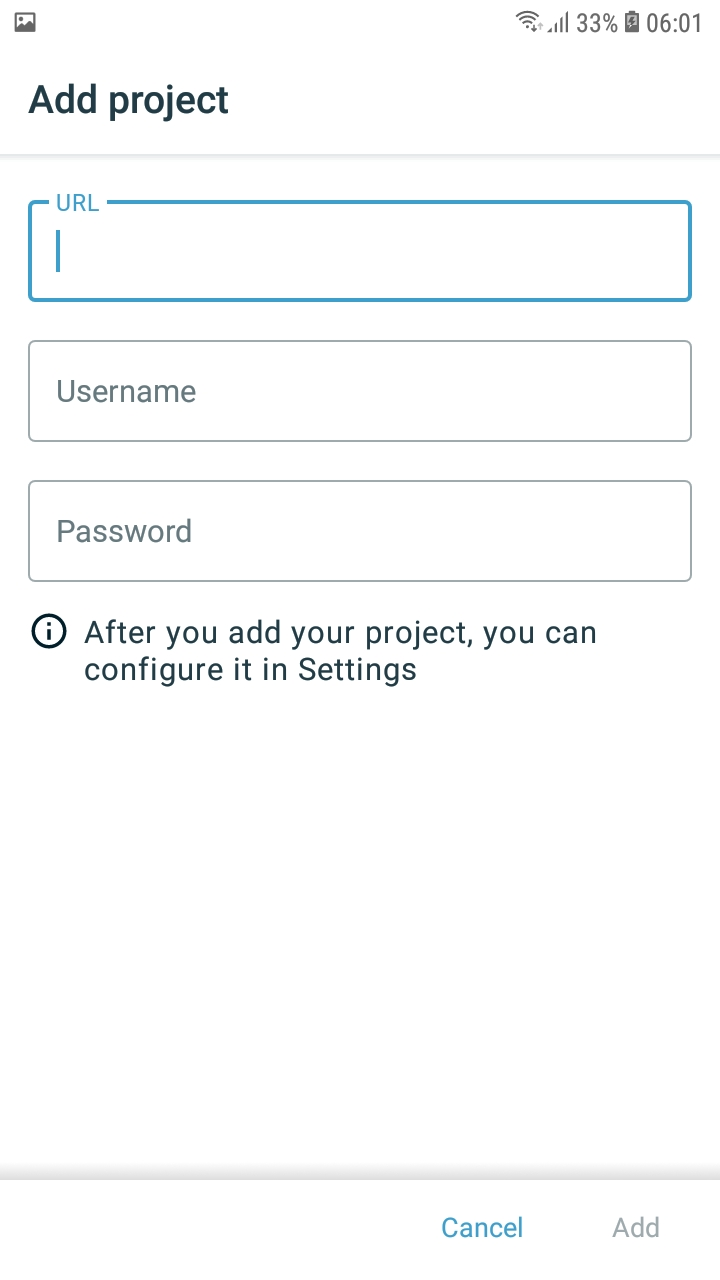 33% 06:01
Add project
URL
Username
Password
After you add your project, you can
configure it in Settings
Cancel Add